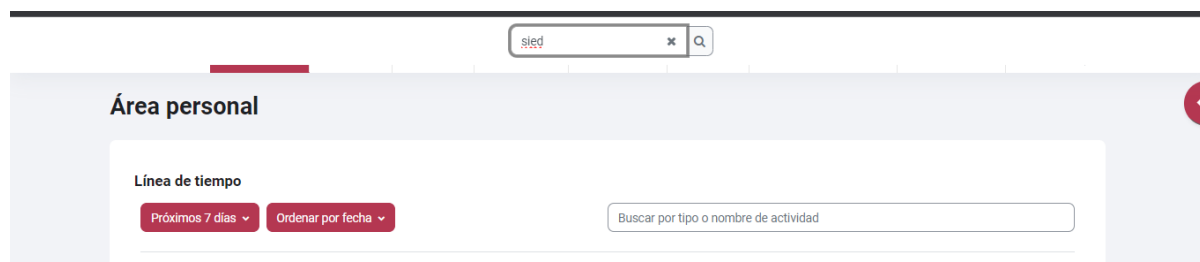 sied
Área personal
Línea de tiempo
Próximos 7 días
Ordenar por fecha
Buscar por tipo o nombre de actividad